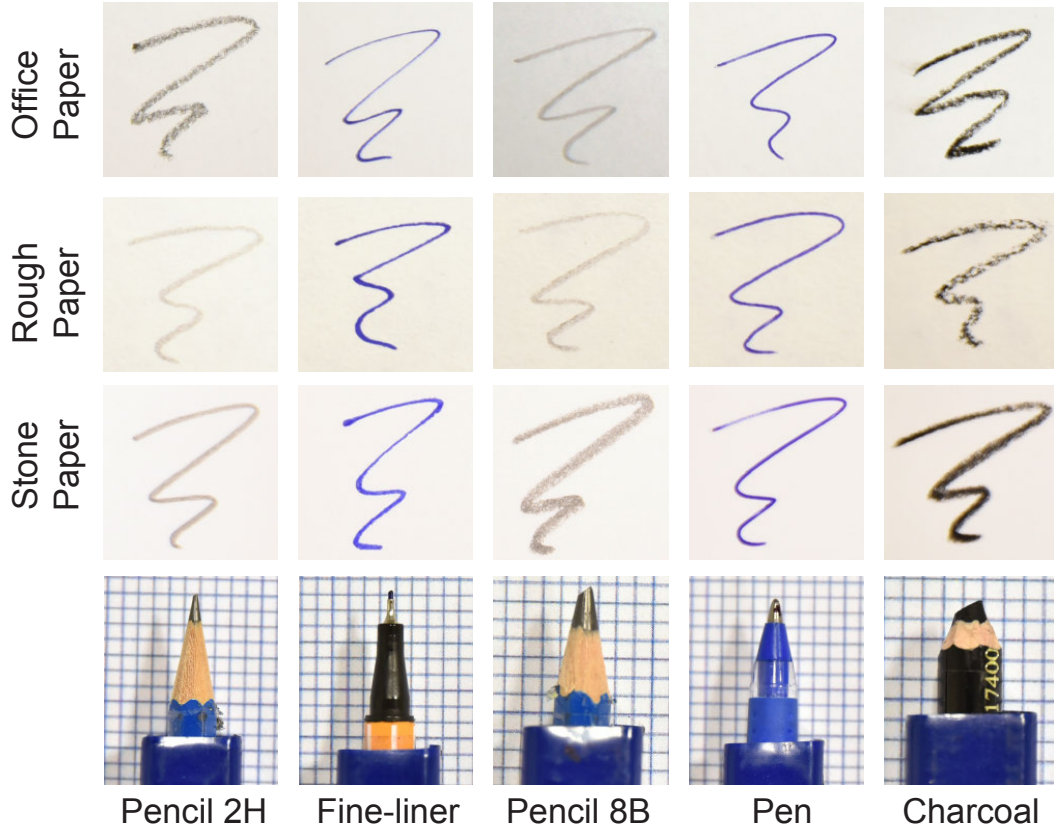 Office
Paper
Rough
Paper
Stone
Paper
17400
Pencil 2H
Fine-liner
Pencil 8B
Pen
Charcoal